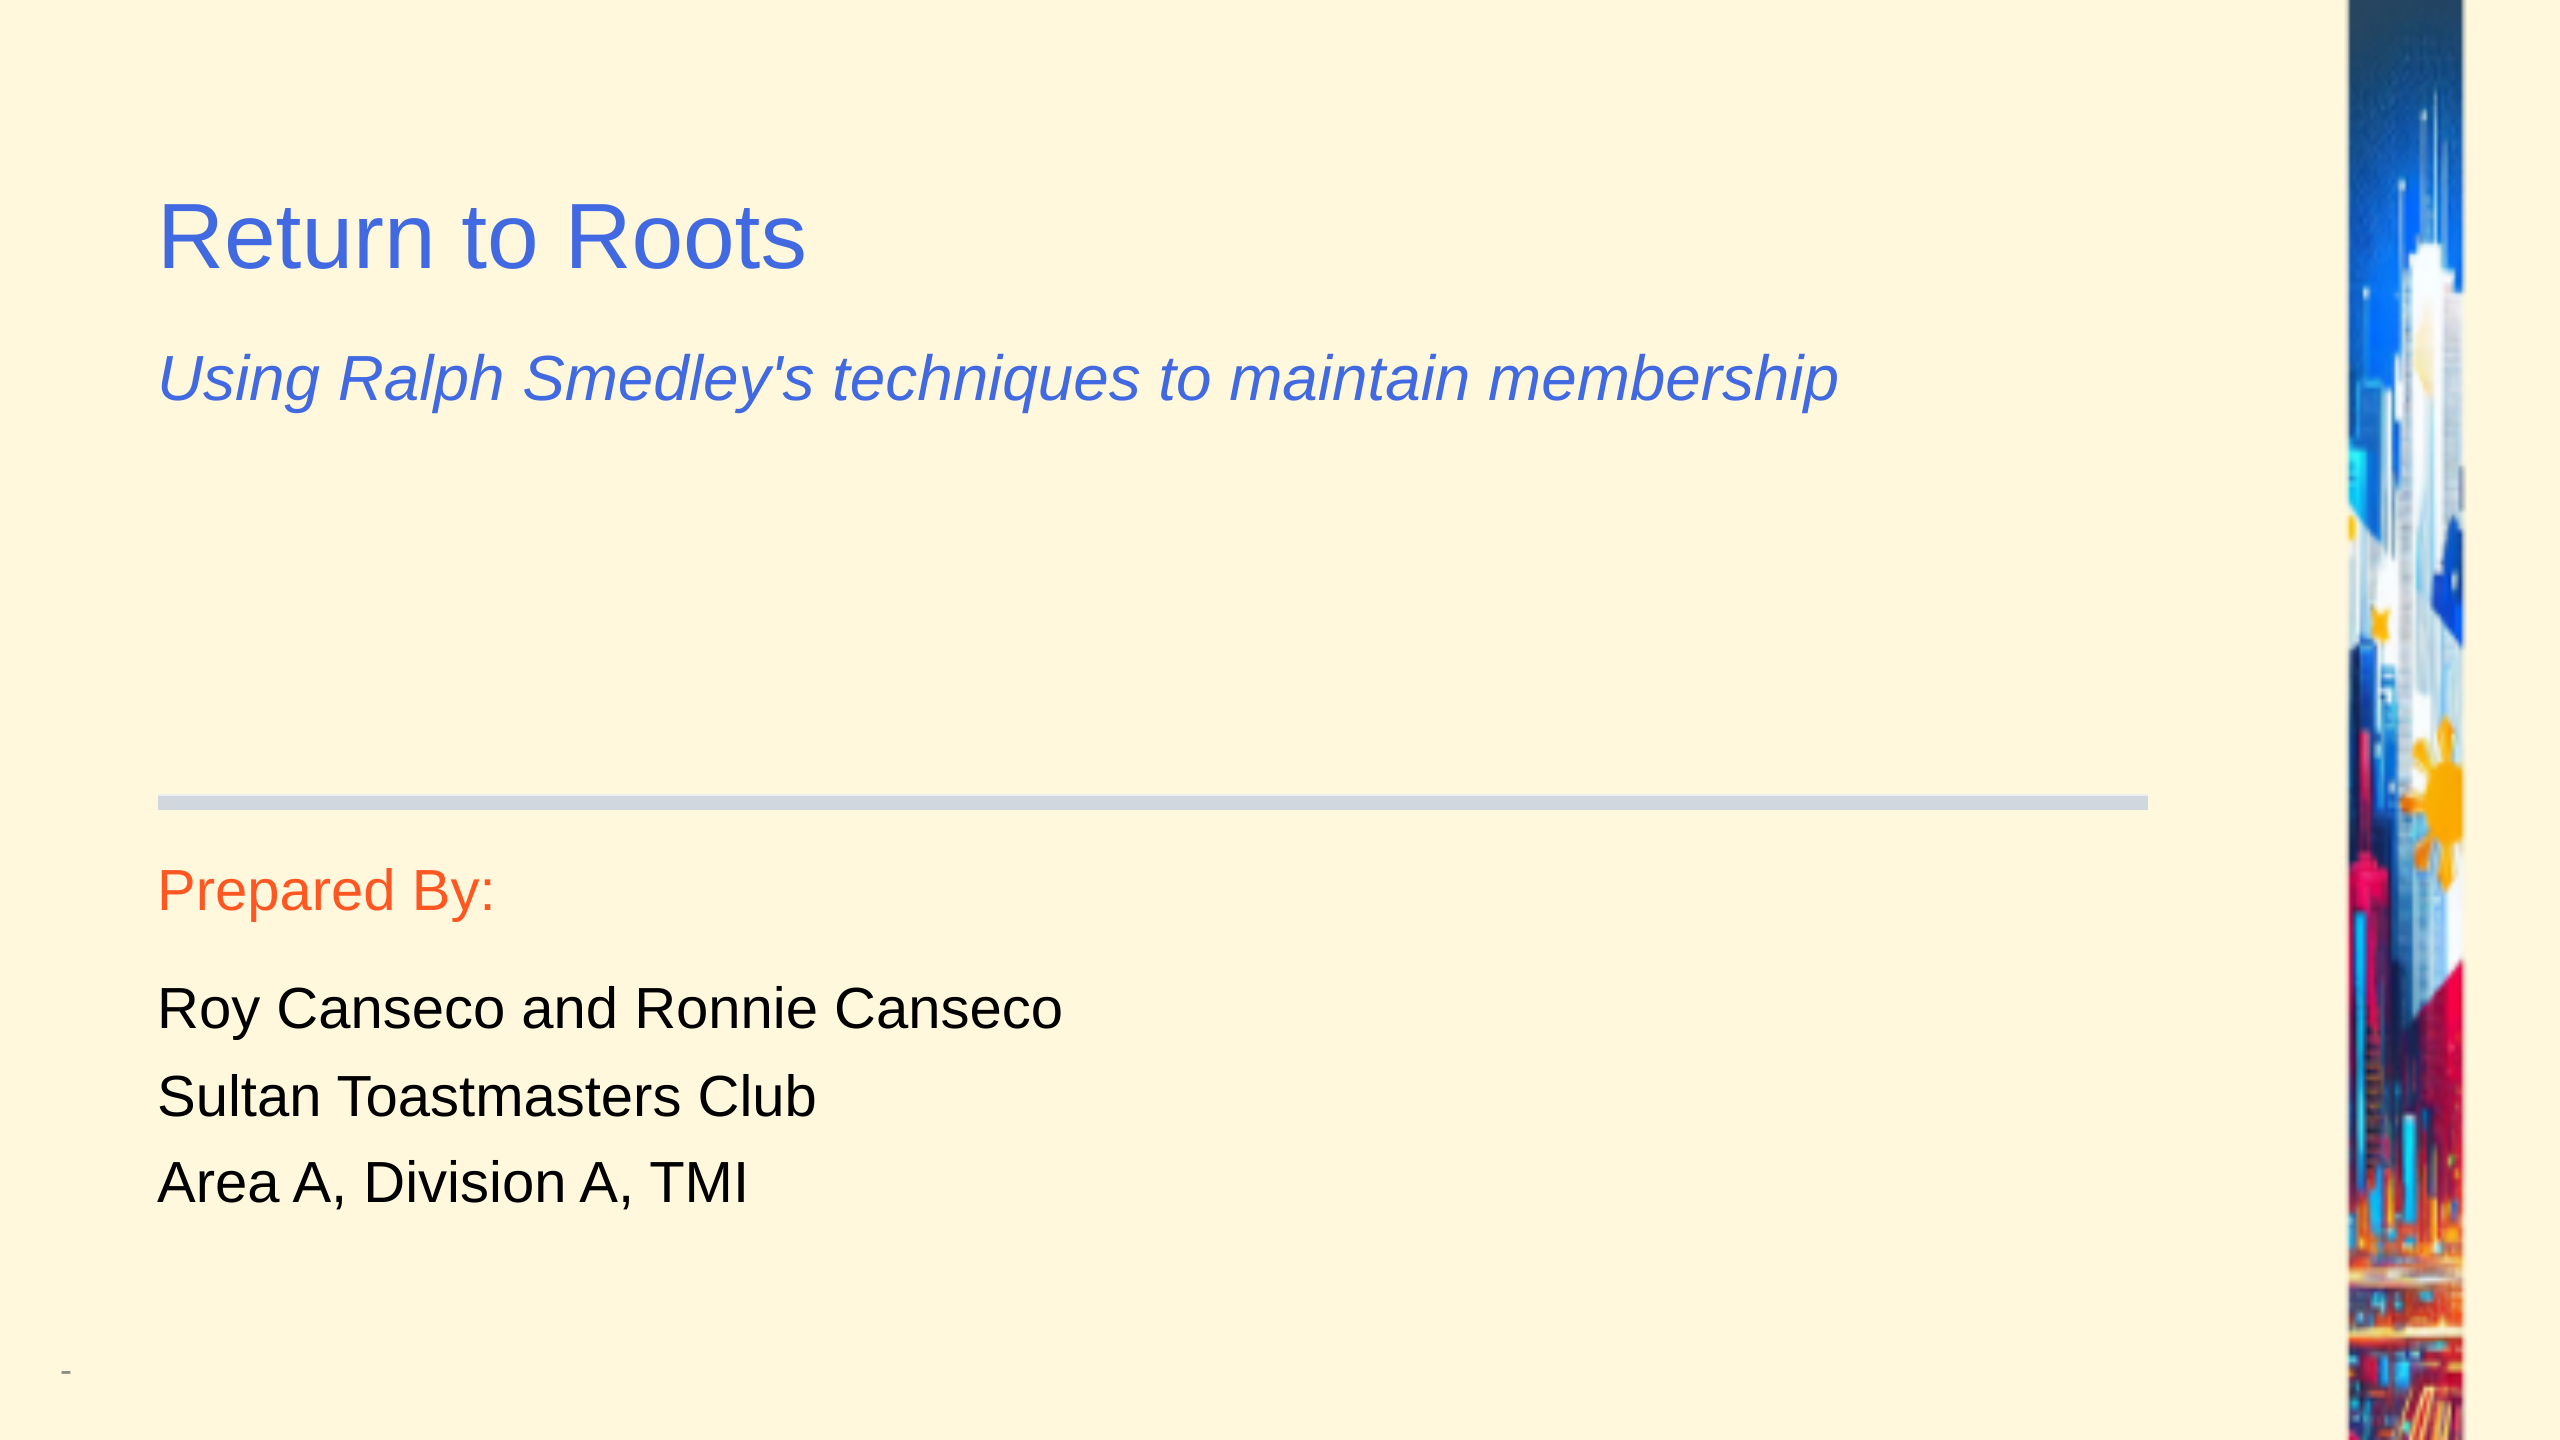 Return to Roots
Using Ralph Smedley's techniques to maintain membership
Prepared By:
Roy Canseco and Ronnie Canseco
Sultan Toastmasters Club
Area A, Division A, TMI
-